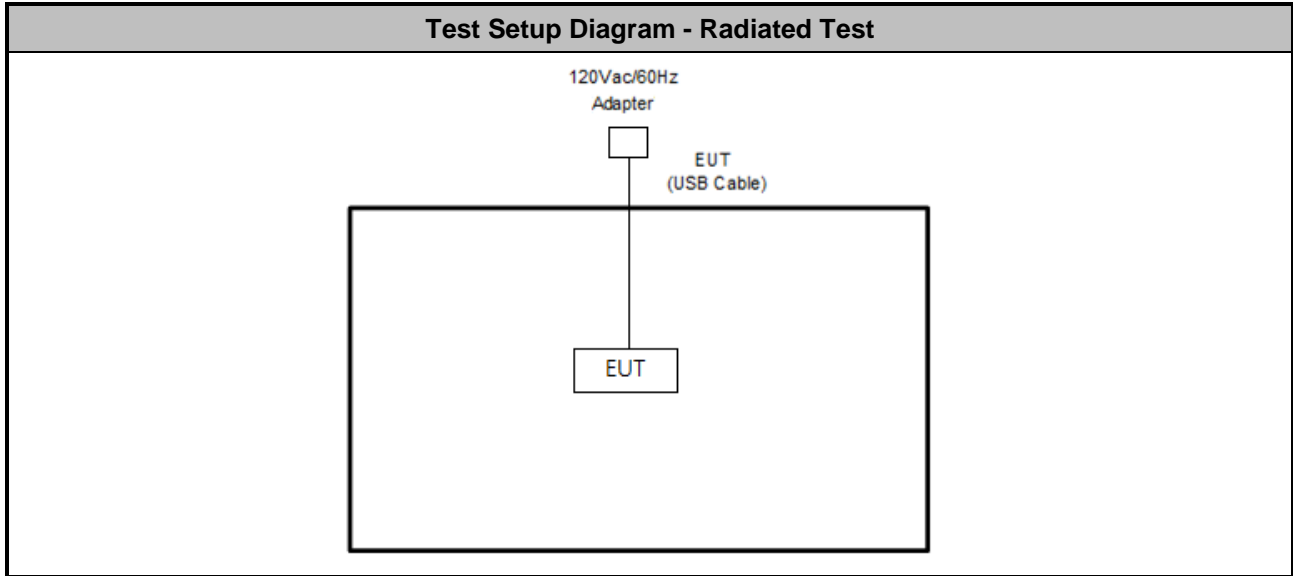 Test Setup Diagram - Radiated Test
120Vac/60Hz
Adapter
EUT
(USB Cable)
EUT